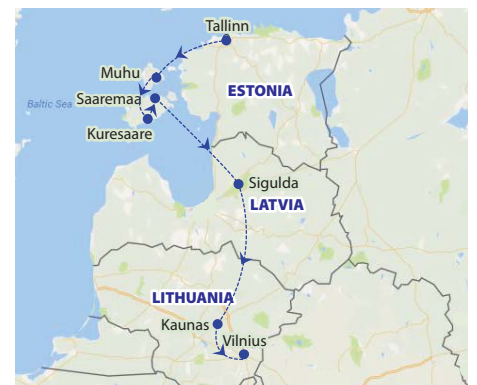 Tallinn
Muhu
ESTONIA
Saaremaa
Baltic Sea
Kuresaare
Sigulda
LATVIA
LITHUANIA
Kaunas
Vilnius